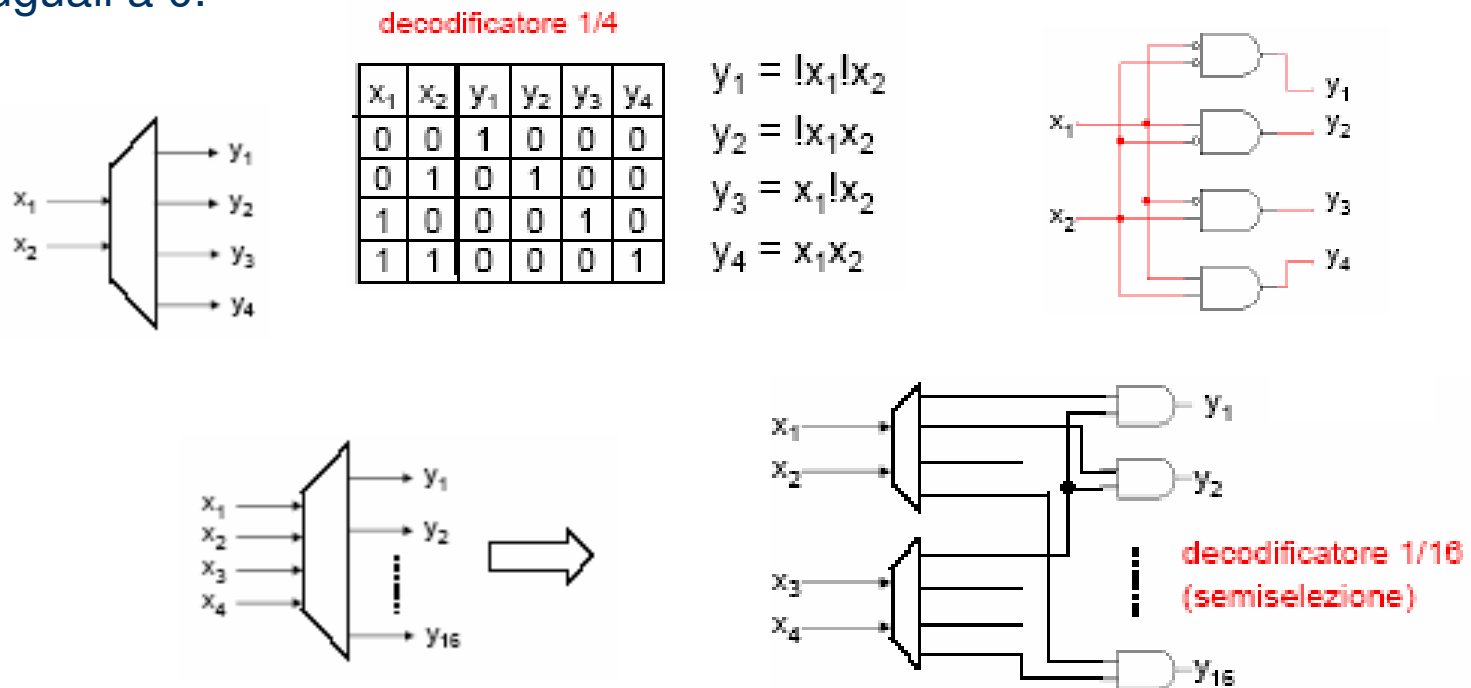 uguali a 0.
decodificatore 1/4
x₁ x₂ y₁ y₂ y₃ y₄
0 0 1 0 0 0
0 1 0 1 0 0
1 0 0 0 1 0
1 1 0 0 0 1
x₁
x₂
y₁
y₂
y₃
y₄
y₁ = !x₁!x₂
y₂ = !x₁x₂
y₃ = x₁!x₂
y₄ = x₁x₂
x₁
x₂
y₁
y₂
y₃
y₄
x₁
x₂
x₃
x₄
y₁
y₂
y₁₆
x₁
x₂
x₃
x₄
y₁
y₂
y₁₆
decodificatore 1/16
(semiselezione)